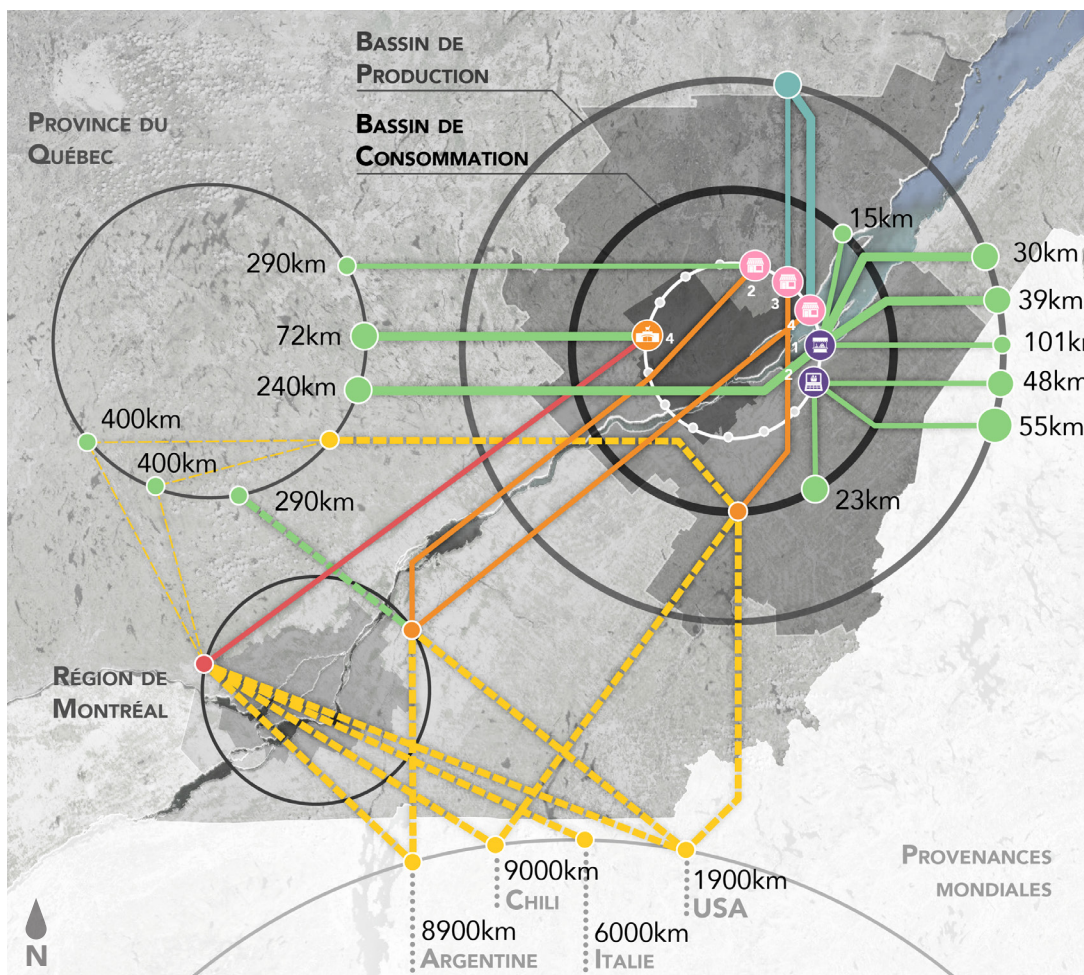 BASSIN DE
PRODUCTION
BASSIN DE
CONSOMMATION
PROVINCE DU
QUÉBEC
15km
290km
30km
2
3
39km
4
72km
4
1
101km
2
240km
48km
55km
400km
400km
290km
23km
RÉGION DE
MONTRÉAL
PROVENANCES
MONDIALES
9000km
CHILI
1900km
USA
8900km
ARGENTINE
6000km
ITALIE
N